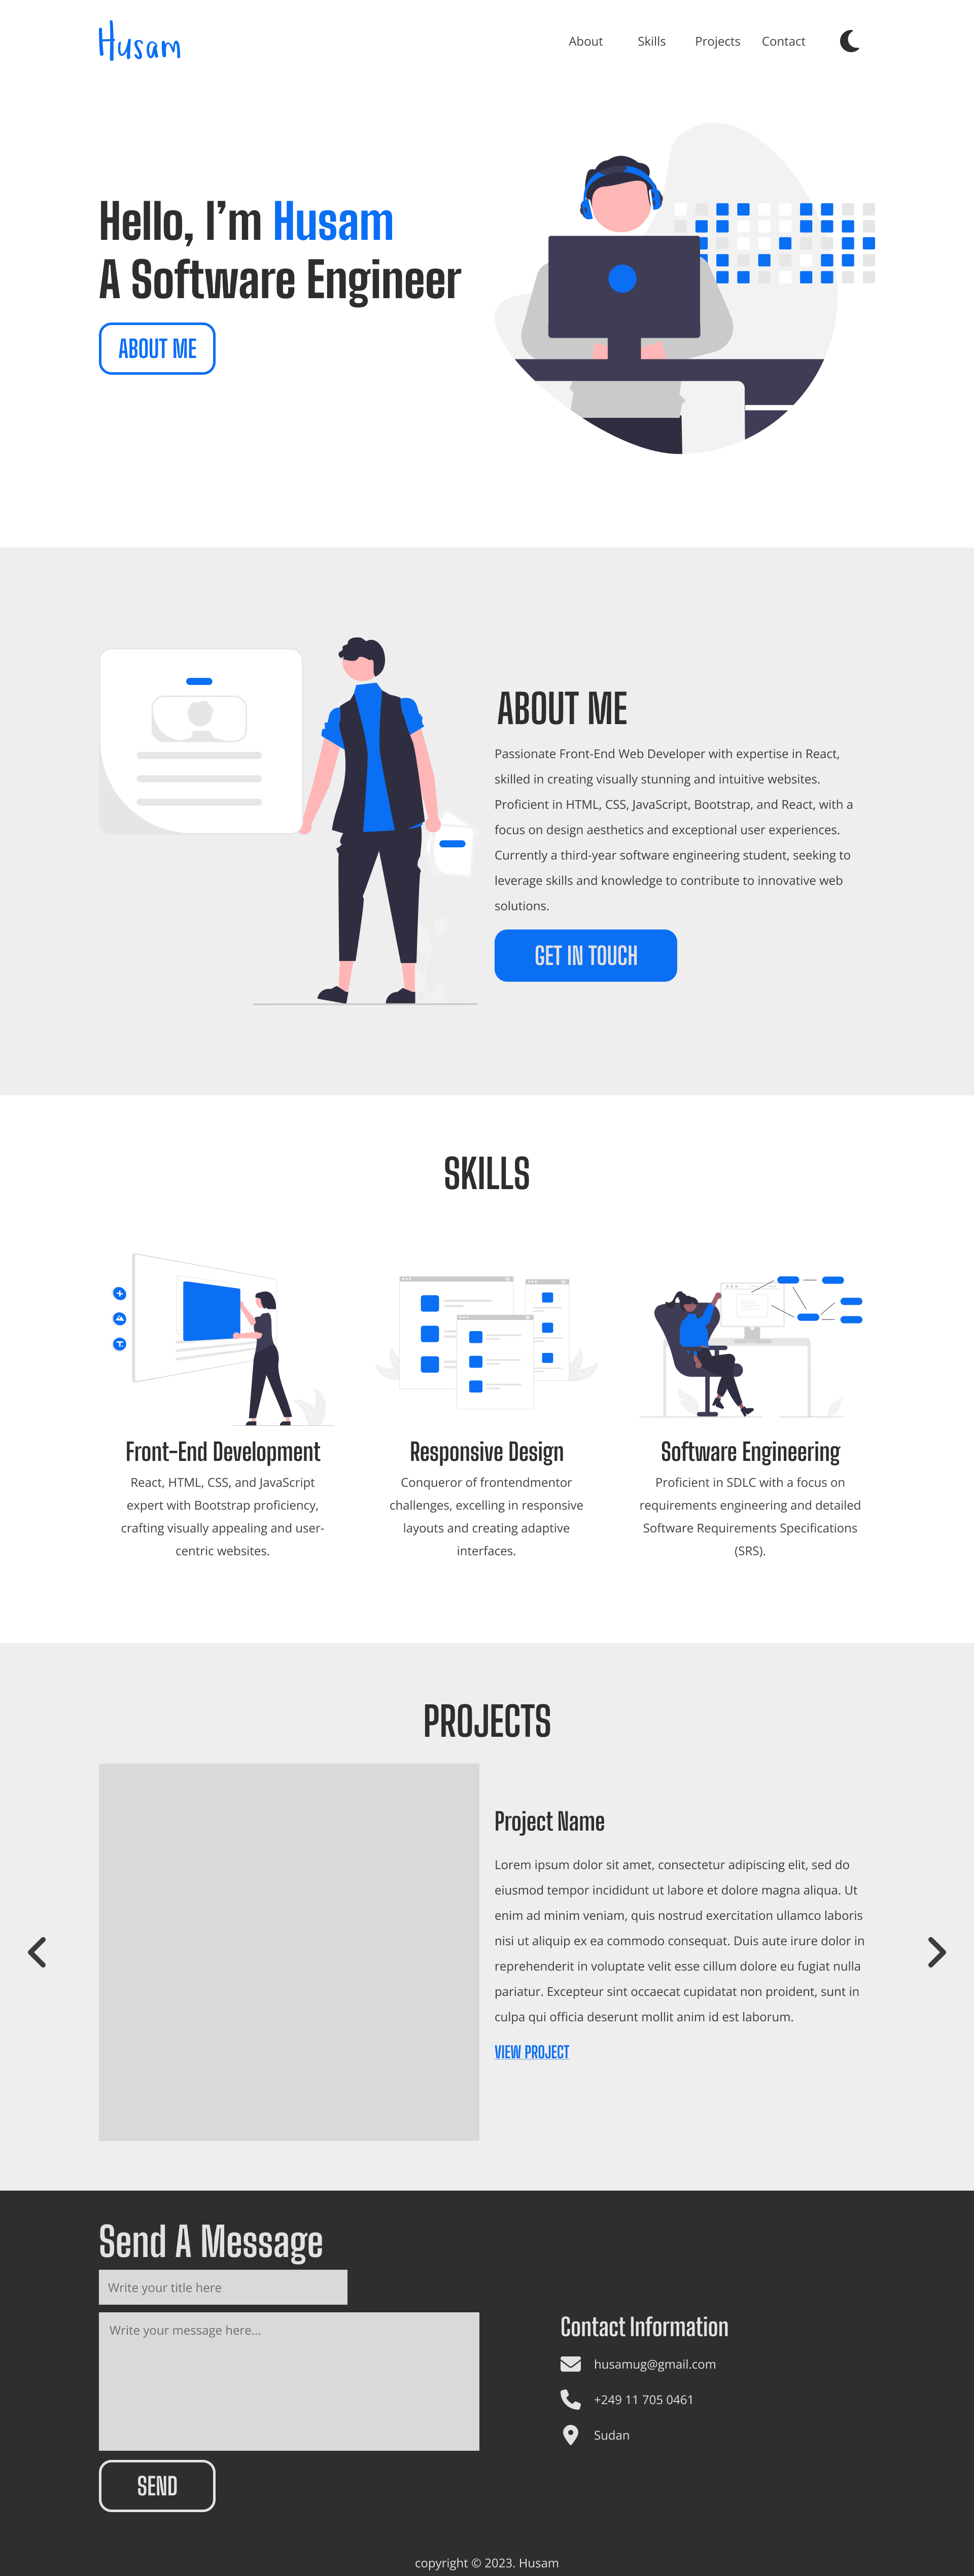 Husam
About Skills Projects Contact
Hello, I'm Husam
A Software Engineer
ABOUT ME
ABOUT ME
Passionate Front-End Web Developer with expertise in React,
skilled in creating visually stunning and intuitive websites.
Proficient in HTML, CSS, JavaScript, Bootstrap, and React, with a
focus on design aesthetics and exceptional user experiences.
Currently a third-year software engineering student, seeking to
leverage skills and knowledge to contribute to innovative web
solutions.
GET IN TOUCH
SKILLS
Front-End Development
React, HTML, CSS, and JavaScript
expert with Bootstrap proficiency,
crafting visually appealing and user-
centric websites.
Responsive Design
Conqueror of frontendmentor
challenges, excelling in responsive
layouts and creating adaptive
interfaces.
Software Engineering
Proficient in SDLC with a focus on
requirements engineering and detailed
Software Requirements Specifications
(SRS).
PROJECTS
Project Name
Lorem ipsum dolor sit amet, consectetur adipiscing elit, sed do
eiusmod tempor incididunt ut labore et dolore magna aliqua. Ut
enim ad minim veniam, quis nostrud exercitation ullamco laboris
nisi ut aliquip ex ea commodo consequat. Duis aute irure dolor in
reprehenderit in voluptate velit esse cillum dolore eu fugiat nulla
pariatur. Excepteur sint occaecat cupidatat non proident, sunt in
culpa qui officia deserunt mollit anim id est laborum.
VIEW PROJECT
Send A Message
Write your title here
Write your message here...
SEND
Contact Information
husamug@gmail.com
+249 11 705 0461
Sudan
copyright © 2023. Husam